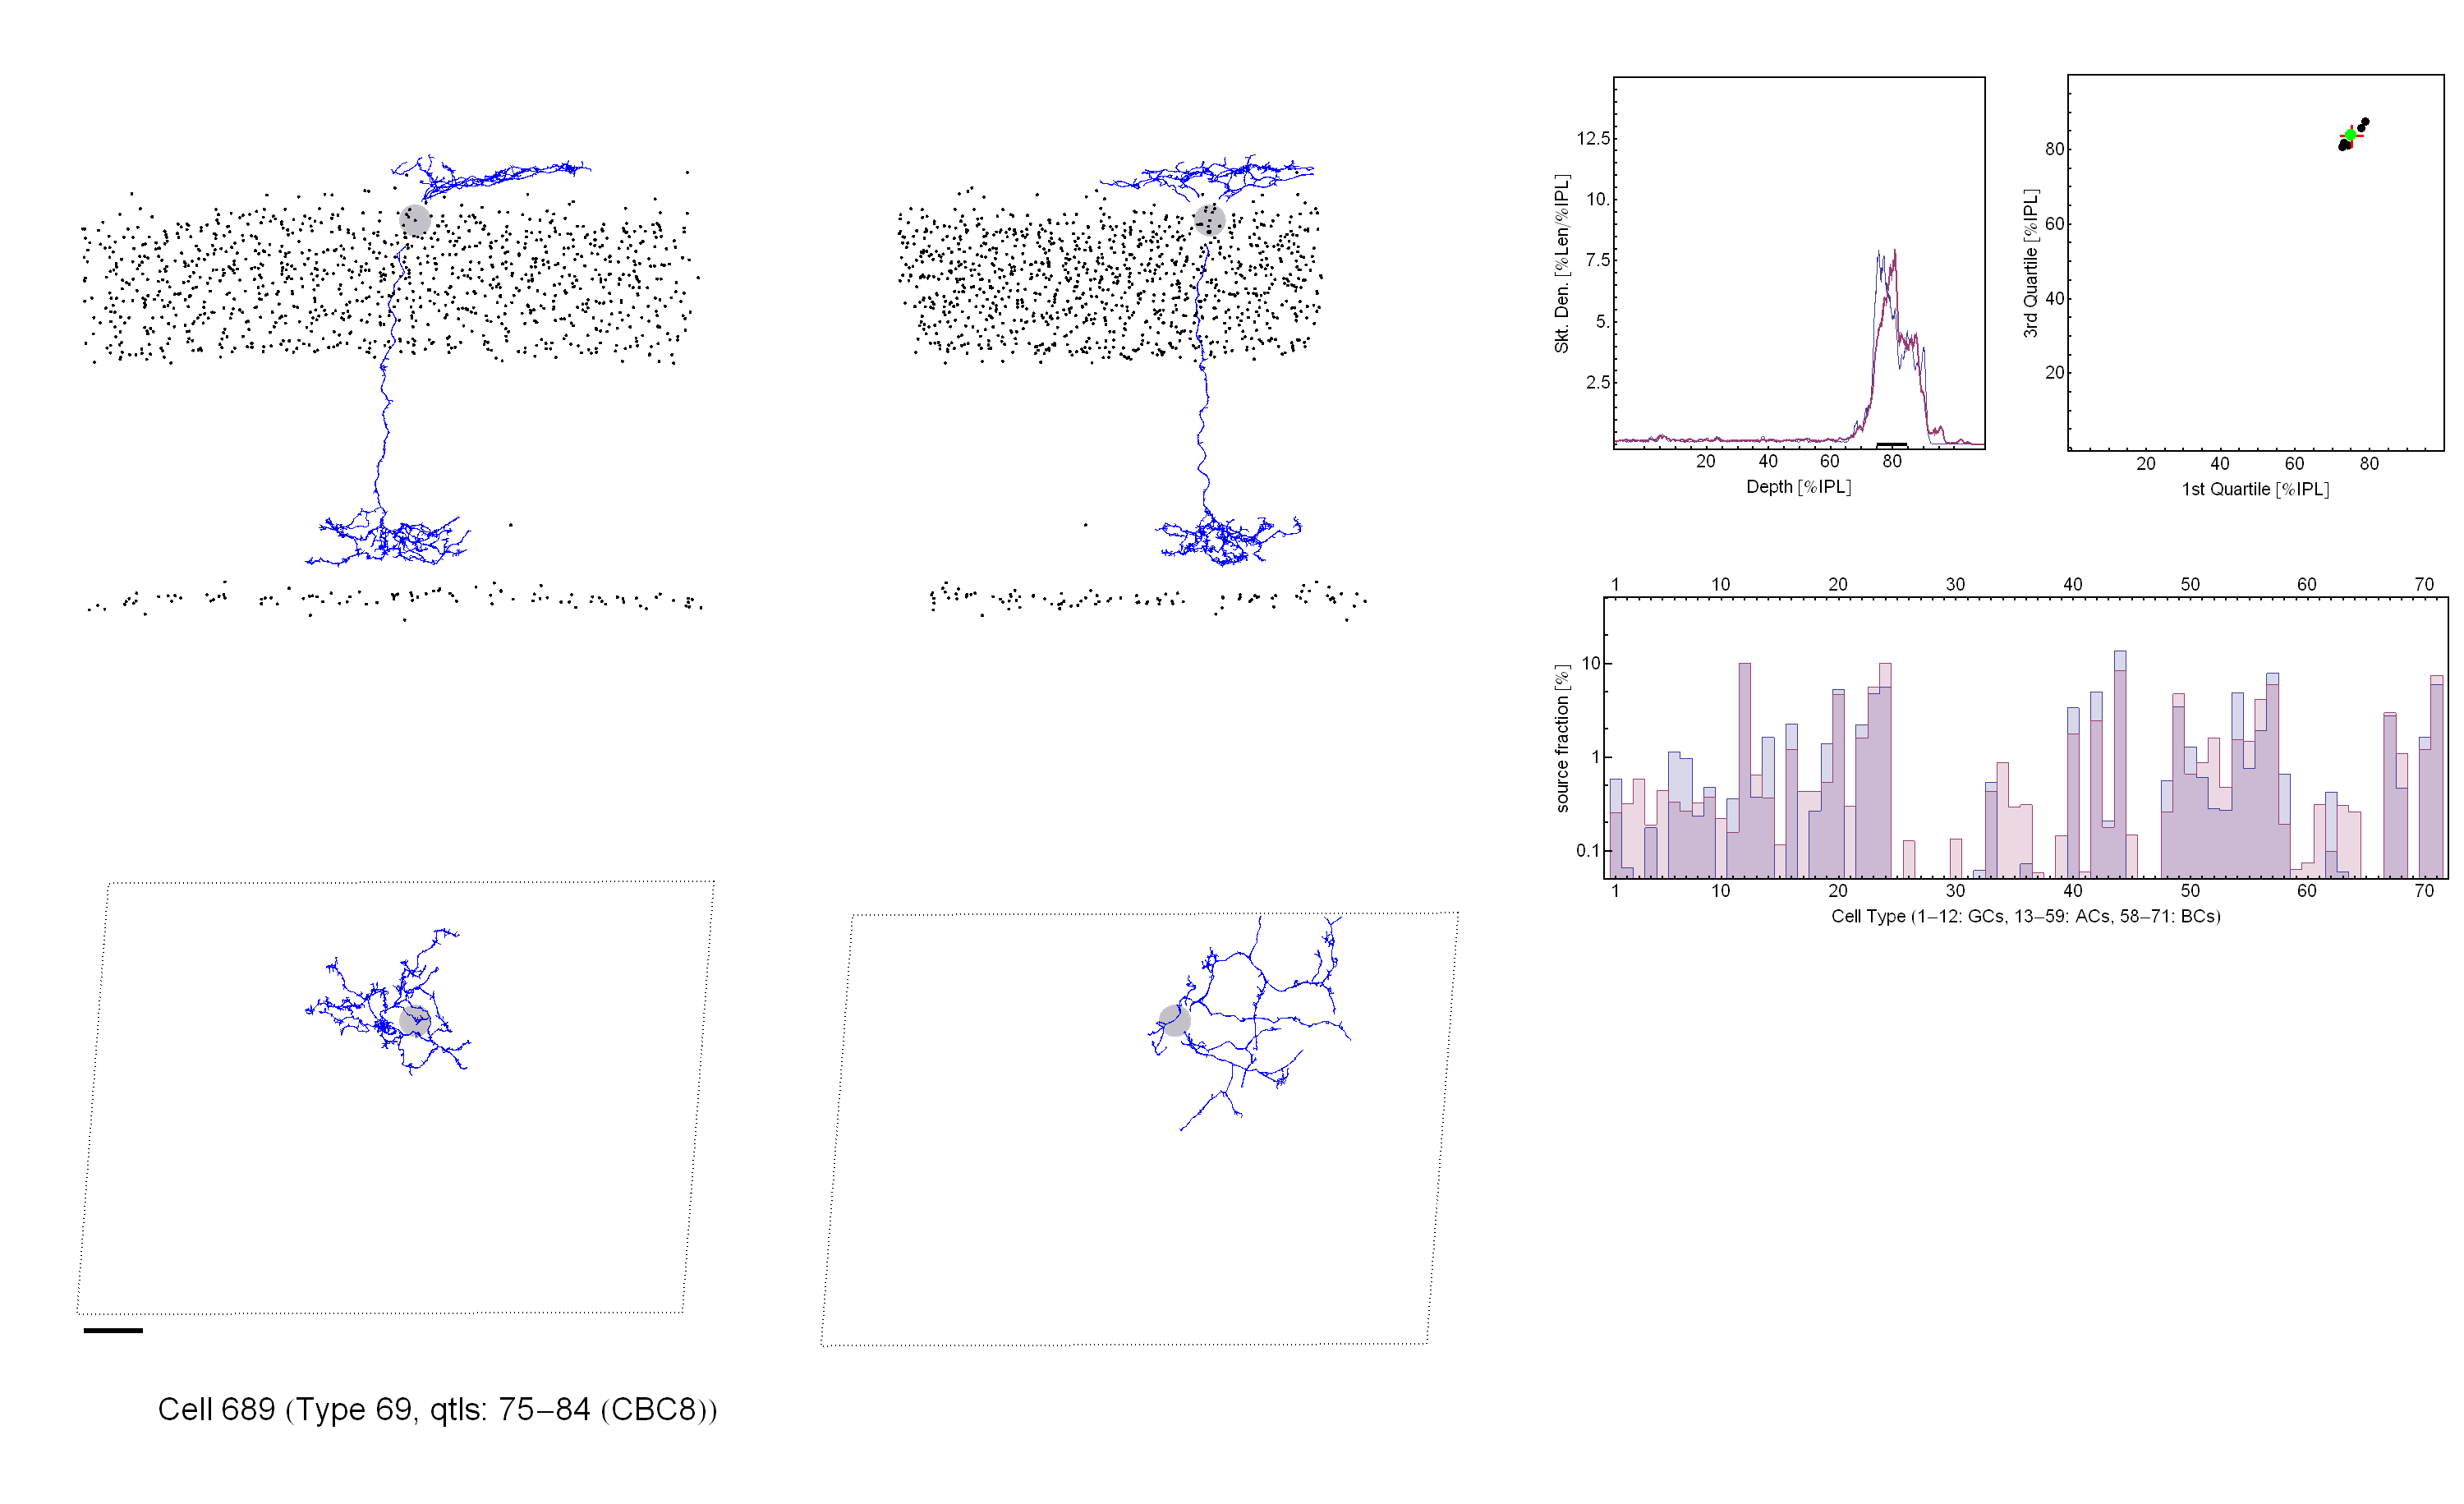 12.5
10.
7.5
5.
2.5
Skt. Den. [%Len/%IPL]
20 40 60 80
Depth [%IPL]
80
60
40
20
3rd Quartile [%IPL]
20 40 60 80
1st Quartile [%IPL]
1 10 20 30 40 50 60 70
10
1
0.1
source fraction [%]
1 10 20 30 40 50 60 70
Cell Type (1–12: GCs, 13–59: ACs, 58–71: BCs)
Cell 689 (Type 69, qtls: 75–84 (CBC8))